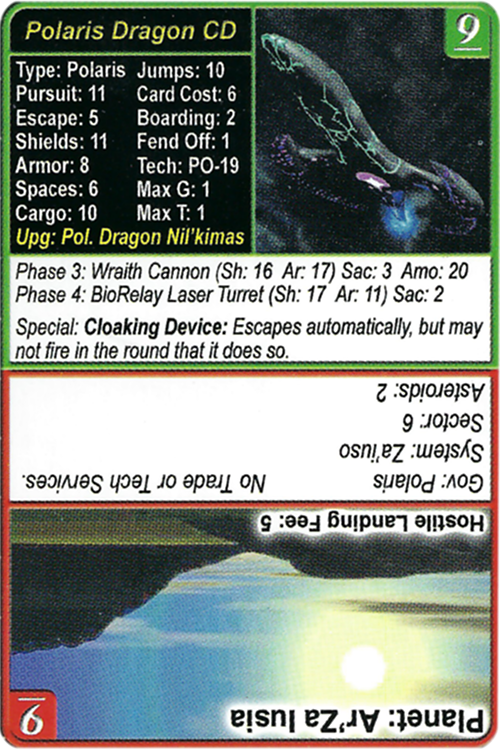 Polaris Dragon CD
9
Type: Polaris Jumps: 10
Pursuit: 11 Card Cost: 6
Escape: 5 Boarding: 2
Shields: 11 Fend Off: 1
Armor: 8 Tech: PO-19
Spaces: 6 Max G: 1
Cargo: 10 Max T: 1
Upg: Pol. Dragon Nil'kimas
Phase 3: Wraith Cannon (Sh: 16 Ar: 17) Sac: 3 Amo: 20
Phase 4: BioRelay Laser Turret (Sh: 17 Ar: 11) Sac: 2
Special: Cloaking Device: Escapes automatically, but may
not fire in the round that it does so.
Planet: Ar'Za Iusia
9
Hostile Landing Fee: 5
Gov: Polaris No Trade or Tech Services.
System: Za'iuso
Sector: 6
Asteroids: 2